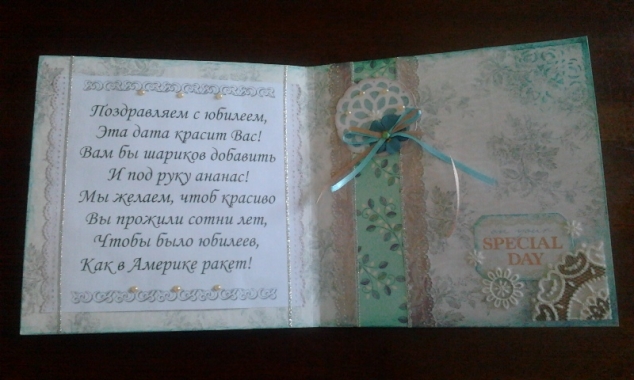 Поздравляем с юбилеем,
Эта дата красит Вас!
Вам бы шариков добавить
И под руку ананас!
Мы желаем, чтоб красиво
Вы прожили сотни лет,
Чтобы было юбилеев,
Как в Америке ракет!
SPECIAL
DAY